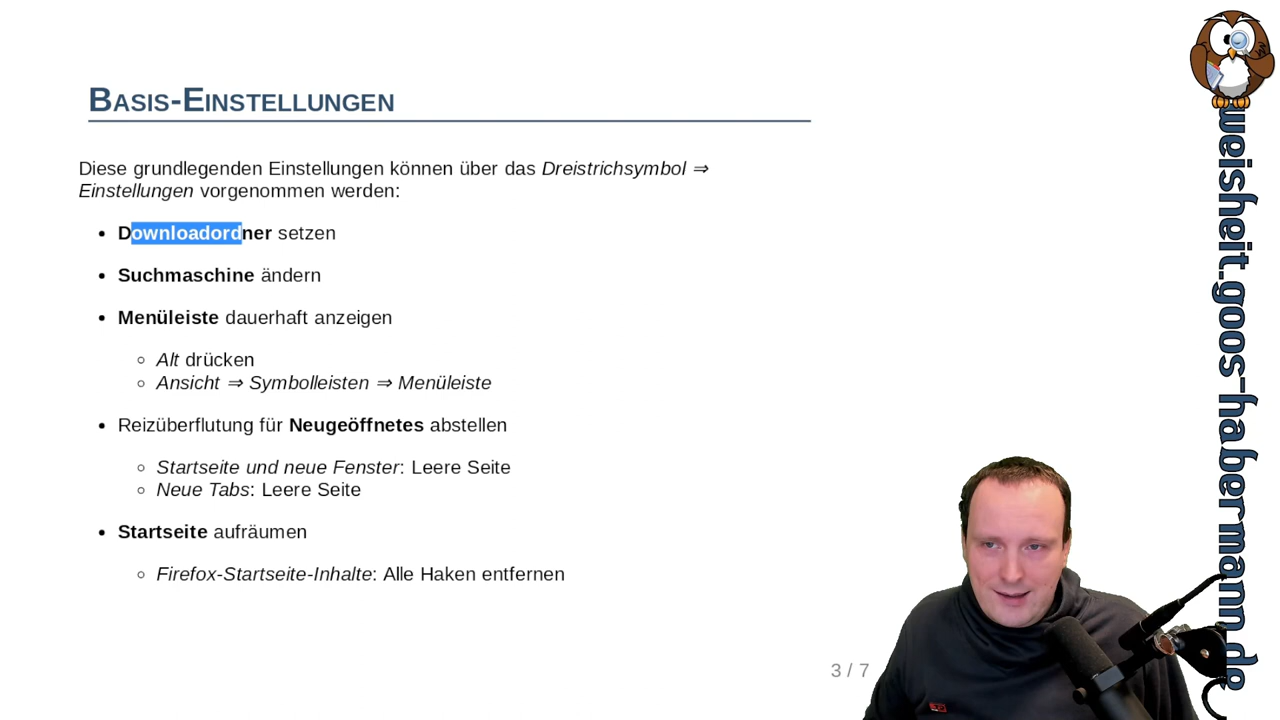 BASIS-EINSTELLUNGEN
Diese grundlegenden Einstellungen können über das Dreistrichsymbol ⇒
Einstellungen vorgenommen werden:
• Downloadordner setzen
• Suchmaschine ändern
• Menüleiste dauerhaft anzeigen
◦ Alt drücken
◦ Ansicht ⇒ Symbolleisten ⇒ Menüleiste
• Reizüberflutung für Neugeöffnetes abstellen
◦ Startseite und neue Fenster: Leere Seite
◦ Neue Tabs: Leere Seite
• Startseite aufräumen
◦ Firefox-Startseite-Inhalte: Alle Haken entfernen
3 / 7
weisheit.goos-habermann.de